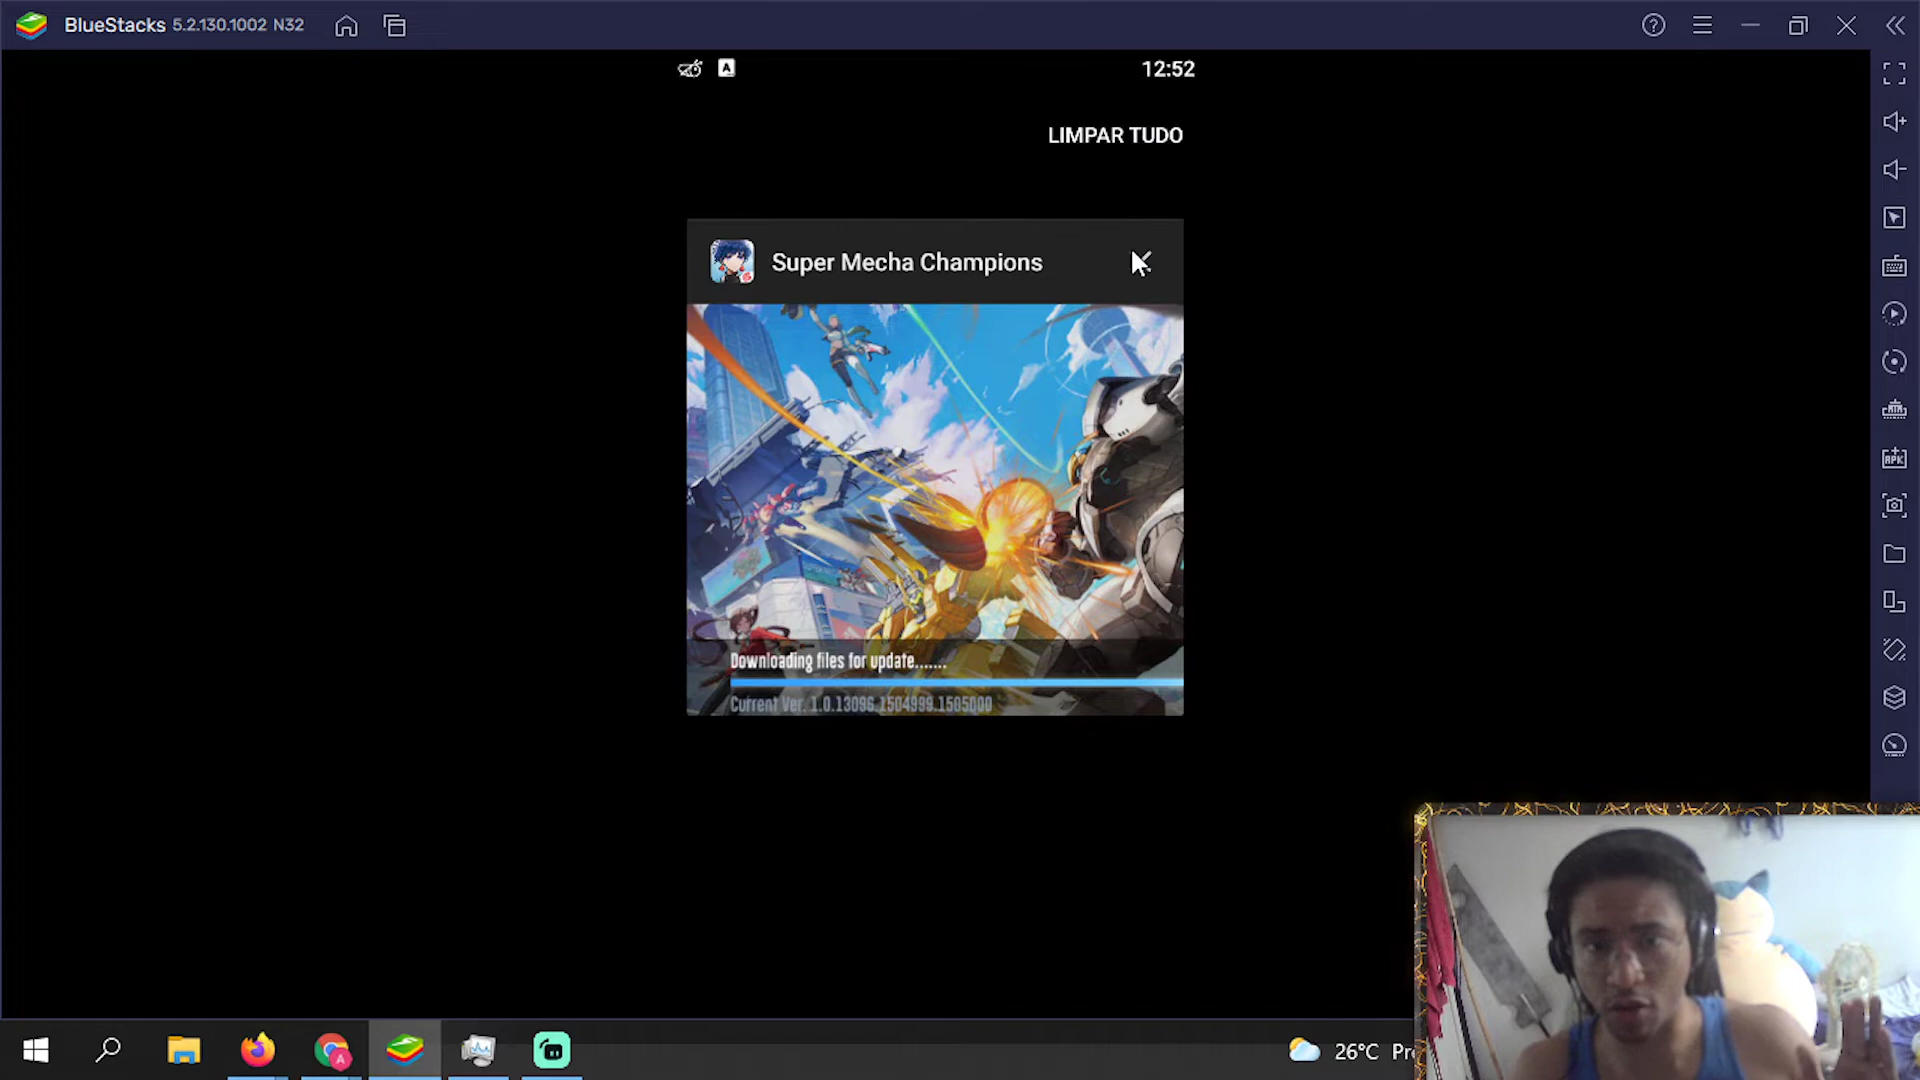 BlueStacks 5.2.130.1002 N32
12:52
LIMPAR TUDO
Super Mecha Champions
Downloading files for update.......
Current Ver. 1.0.13096.1504999.1505000
26°C